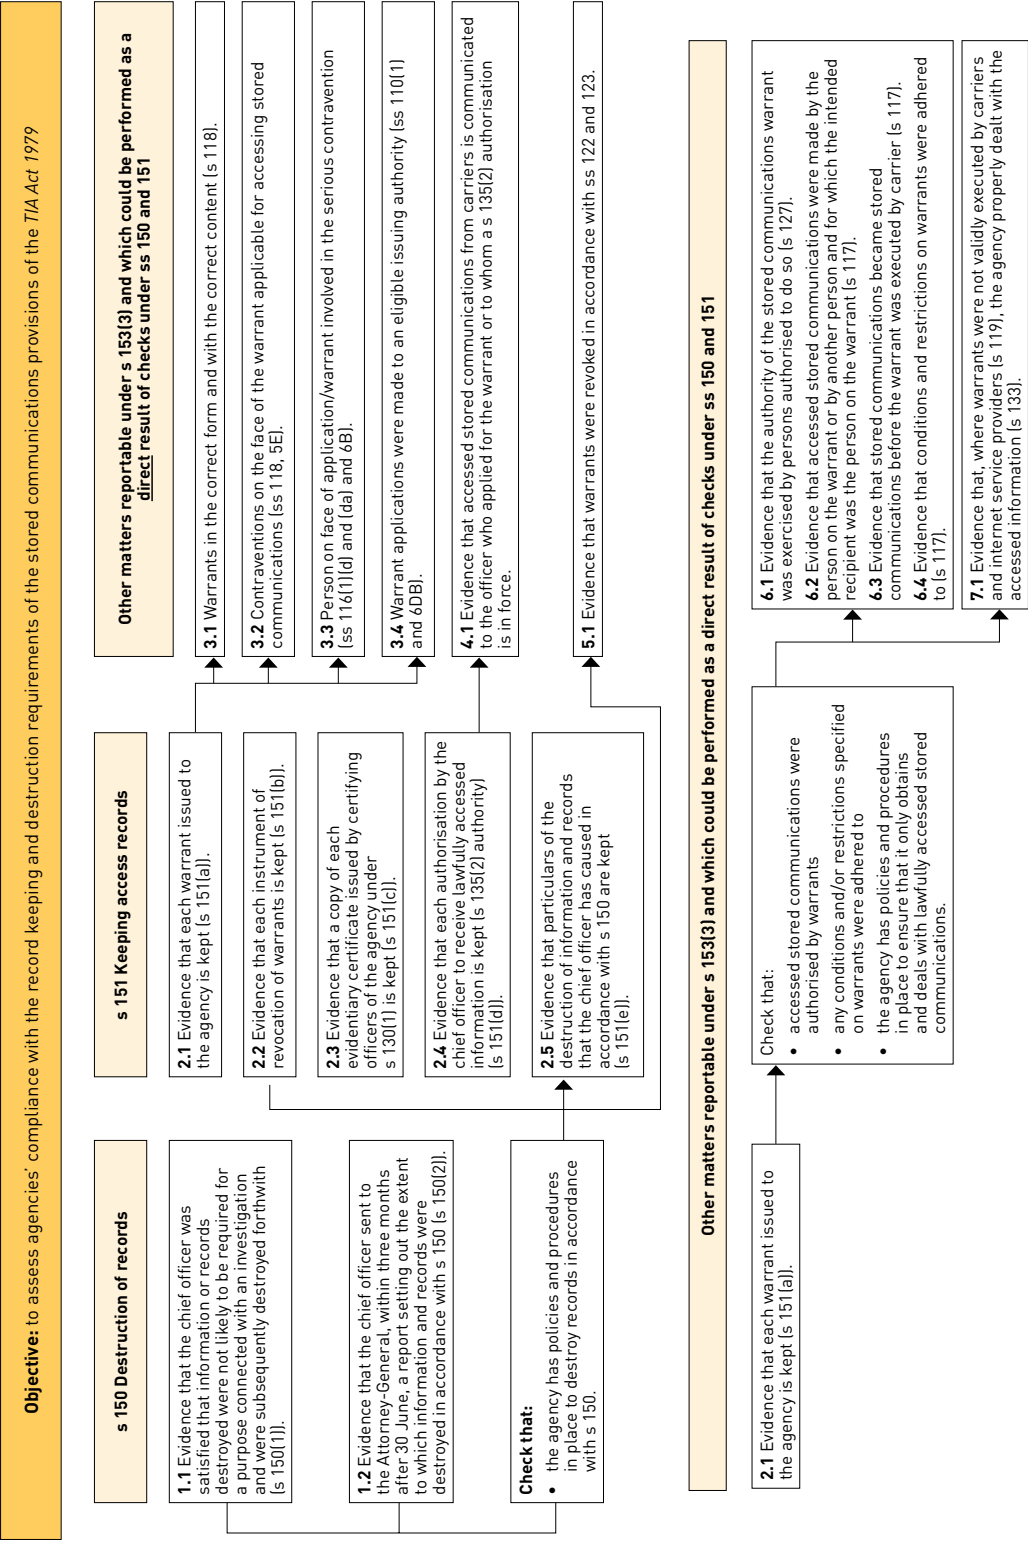 Objective: to assess agencies’ compliance with the record keeping and destruction requirements of the stored communications provisions of the TIA Act 1979
s 150 Destruction of records
1.1 Evidence that the chief officer was
satisfied that information or records
destroyed were not likely to be required for
a purpose connected with an investigation
and were subsequently destroyed forthwith
(s 150(1)).
1.2 Evidence that the chief officer sent to
the Attorney-General, within three months
after 30 June, a report setting out the extent
to which information and records were
destroyed in accordance with s 150 (s 150(2)).
Check that:
• the agency has policies and procedures
in place to destroy records in accordance
with s 150.
s 151 Keeping access records
2.1 Evidence that each warrant issued to
the agency is kept (s 151(a)).
2.2 Evidence that each instrument of
revocation of warrants is kept (s 151(b)).
2.3 Evidence that a copy of each
evidentiary certificate issued by certifying
officers of the agency under
s 130(1) is kept (s 151(c)).
2.4 Evidence that each authorisation by the
chief officer to receive lawfully accessed
information is kept (s 135(2) authority)
(s 151(d)).
2.5 Evidence that particulars of the
destruction of information and records
that the chief officer has caused in
accordance with s 150 are kept
(s 151(e)).
Other matters reportable under s 153(3) and which could be performed as a
direct result of checks under ss 150 and 151
3.1 Warrants in the correct form and with the correct content (s 118).
3.2 Contraventions on the face of the warrant applicable for accessing stored
communications (ss 118, 5E).
3.3 Person on face of application/warrant involved in the serious contravention
(ss 116(1)(d) and (da) and 6B).
3.4 Warrant applications were made to an eligible issuing authority (ss 110(1)
and 6DB).
4.1 Evidence that accessed stored communications from carriers is communicated
to the officer who applied for the warrant or to whom a s 135(2) authorisation
is in force.
5.1 Evidence that warrants were revoked in accordance with ss 122 and 123.
Other matters reportable under s 153(3) and which could be performed as a direct result of checks under ss 150 and 151
2.1 Evidence that each warrant issued to
the agency is kept (s 151(a)).
Check that:
• accessed stored communications were
authorised by warrants
• any conditions and/or restrictions specified
on warrants were adhered to
• the agency has policies and procedures
in place to ensure that it only obtains
and deals with lawfully accessed stored
communications.
6.1 Evidence that the authority of the stored communications warrant
was exercised by persons authorised to do so (s 127).
6.2 Evidence that accessed stored communications were made by the
person on the warrant or by another person and for which the intended
recipient was the person on the warrant (s 117).
6.3 Evidence that stored communications became stored
communications before the warrant was executed by carrier (s 117).
6.4 Evidence that conditions and restrictions on warrants were adhered
to (s 117).
7.1 Evidence that, where warrants were not validly executed by carriers
and internet service providers (s 119), the agency properly dealt with the
accessed information (s 133).